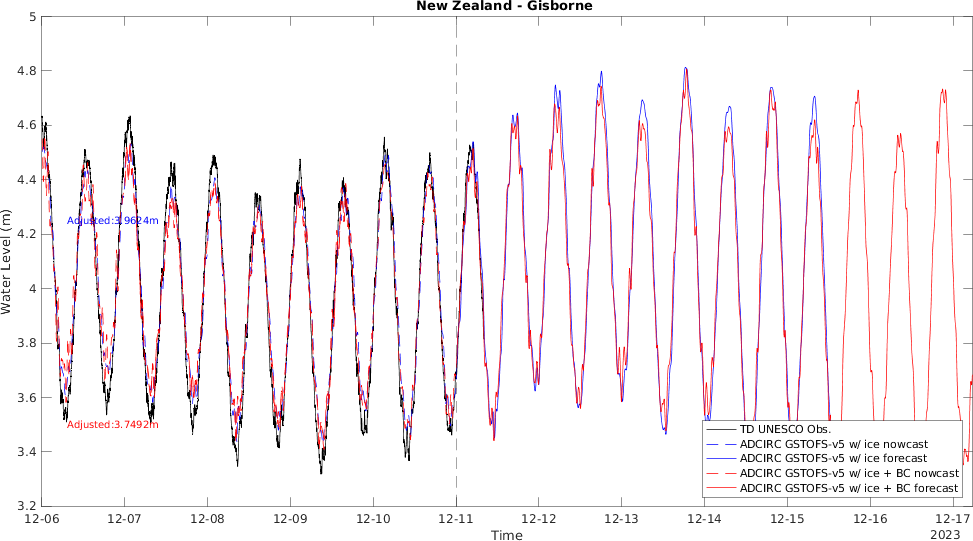 New Zealand - Gisborne
5
4.8
4.6
4.4
4.2
4
3.8
3.6
3.4
3.2
Water Level (m)
Adjusted:3.9624m
Adjusted:3.7492m
TD UNESCO Obs.
ADCIRC GSTOFS-v5 w/ ice nowcast
ADCIRC GSTOFS-v5 w/ ice forecast
ADCIRC GSTOFS-v5 w/ ice + BC nowcast
ADCIRC GSTOFS-v5 w/ ice + BC forecast
12-06 12-07 12-08 12-09 12-10 12-11 12-12 12-13 12-14 12-15 12-16 12-17
Time
2023